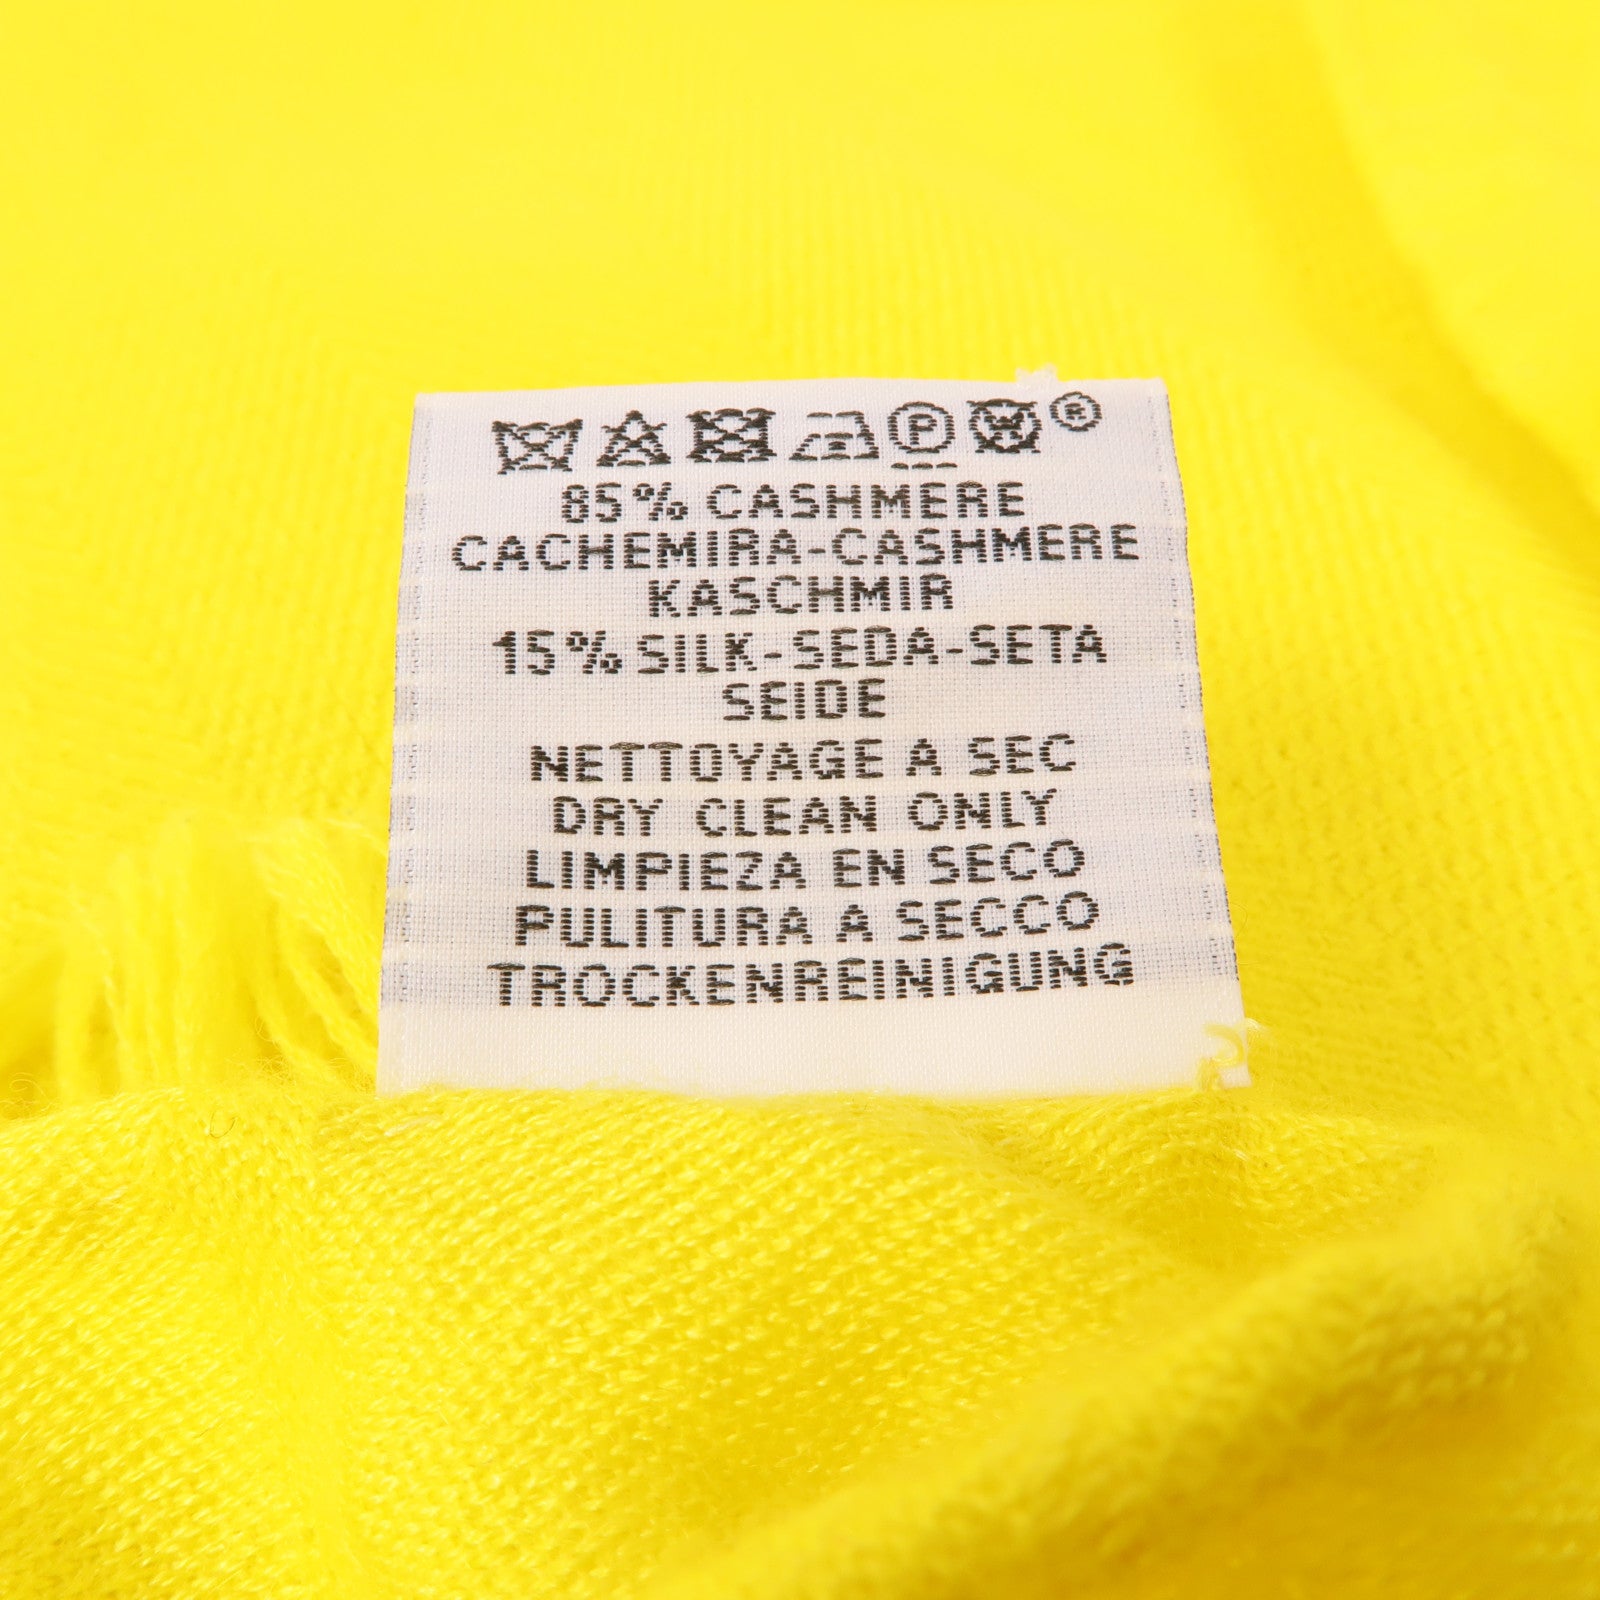 ®
85% CASHMERE
CACHEMIRA-CASHMERE
KASCHMIR
15% SILK-SEDA-SETA
SEIDE
NETTOYAGE A SEC
DRY CLEAN ONLY
LIMPIEZA EN SECO
PULITURA A SECCO
TROCKENREINIGUNG